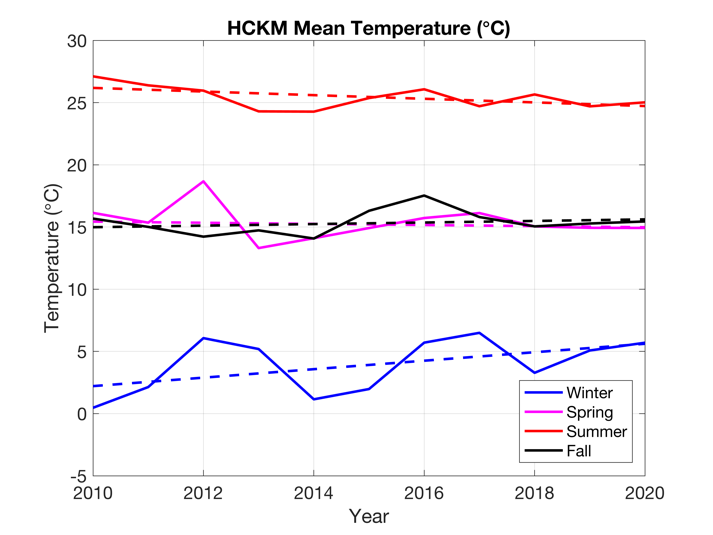 HCKM Mean Temperature (°C)
30
25
20
15
10
5
0
-5
Temperature (°C)
2010 2012 2014 2016 2018 2020
Year
Winter
Spring
Summer
Fall